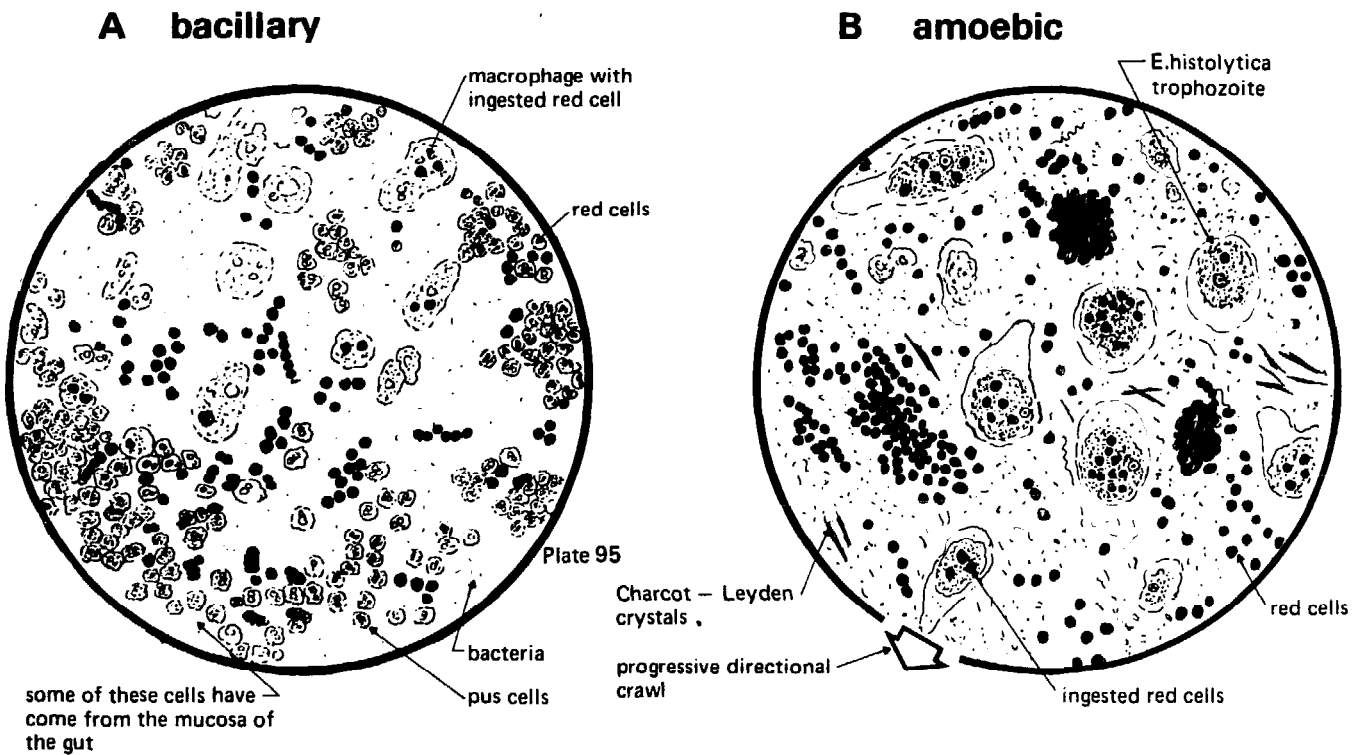 A bacillary
B amoebic
macrophage with
ingested red cell
red cells
Plate 95
bacteria
pus cells
some of these cells have
come from the mucosa of
the gut
E.histolytica
trophozoite
Charcot – Leyden
crystals .
progressive directional
crawl
ingested red cells
red cells